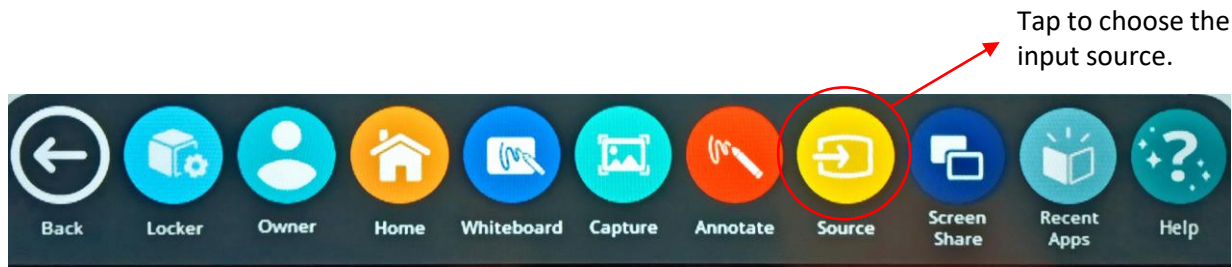 Tap to choose the
input source.
Back
Locker
Owner
Home
Whiteboard
Capture
Annotate
Source
Screen
Share
Recent
Apps
Help